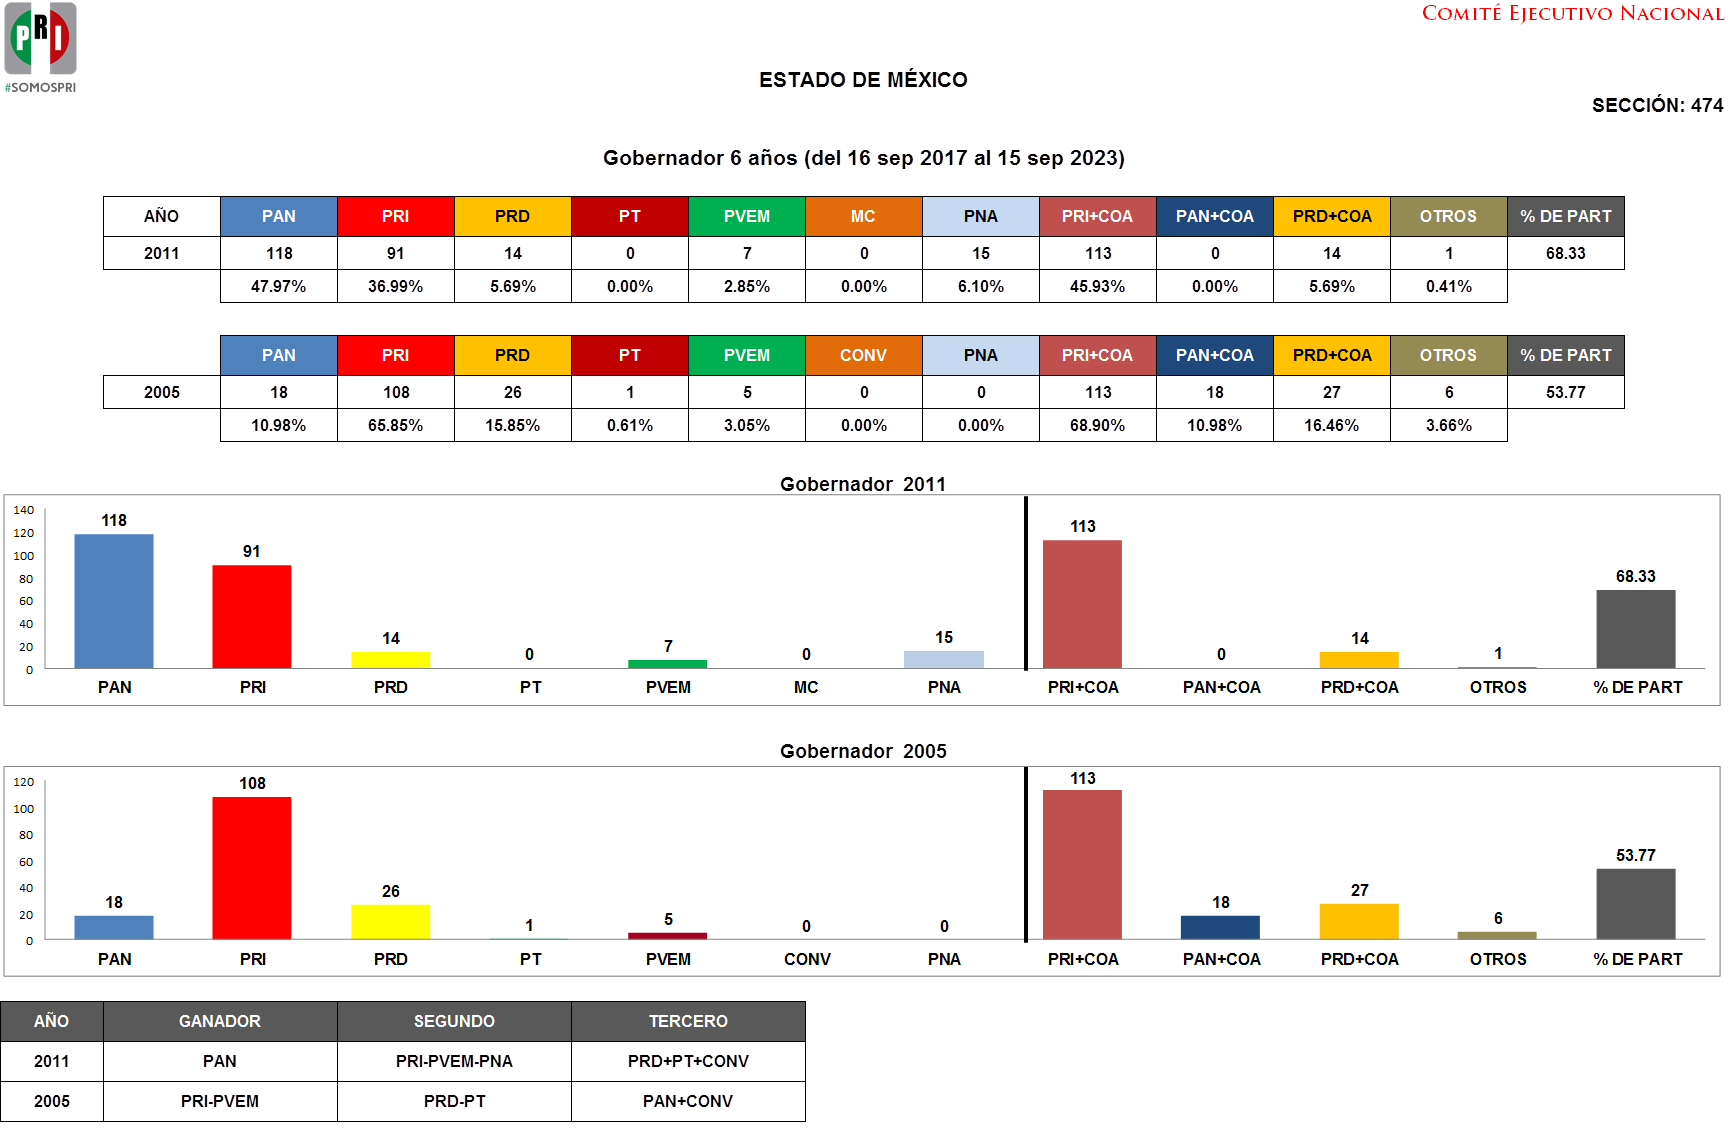 PRI
#SOMOSPRI
COMITÉ EJECUTIVO NACIONAL
ESTADO DE MÉXICO
SECCIÓN: 474
Gobernador 6 años (del 16 sep 2017 al 15 sep 2023)
AÑO PAN PRI PRD PT PVEM MC PNA PRI+COA PAN+COA PRD+COA OTROS % DE PART
2011 118 91 14 0 7 0 15 113 0 14 1 68.33
47.97% 36.99% 5.69% 0.00% 2.85% 0.00% 6.10% 45.93% 0.00% 5.69% 0.41%
PAN PRI PRD PT PVEM CONV PNA PRI+COA PAN+COA PRD+COA OTROS % DE PART
2005 18 108 26 1 5 0 0 113 18 27 6 53.77
10.98% 65.85% 15.85% 0.61% 3.05% 0.00% 0.00% 68.90% 10.98% 16.46% 3.66%
Gobernador 2011
140
120
100
80
60
40
20
0
118 91 14 0 7 0 15 113 0 14 1 68.33
PAN PRI PRD PT PVEM MC PNA PRI+COA PAN+COA PRD+COA OTROS % DE PART
Gobernador 2005
120
100
80
60
40
20
0
18 108 26 1 5 0 0 113 18 27 6 53.77
PAN PRI PRD PT PVEM CONV PNA PRI+COA PAN+COA PRD+COA OTROS % DE PART
AÑO GANADOR SEGUNDO TERCERO
2011 PAN PRI-PVEM-PNA PRD+PT+CONV
2005 PRI-PVEM PRD-PT PAN+CONV